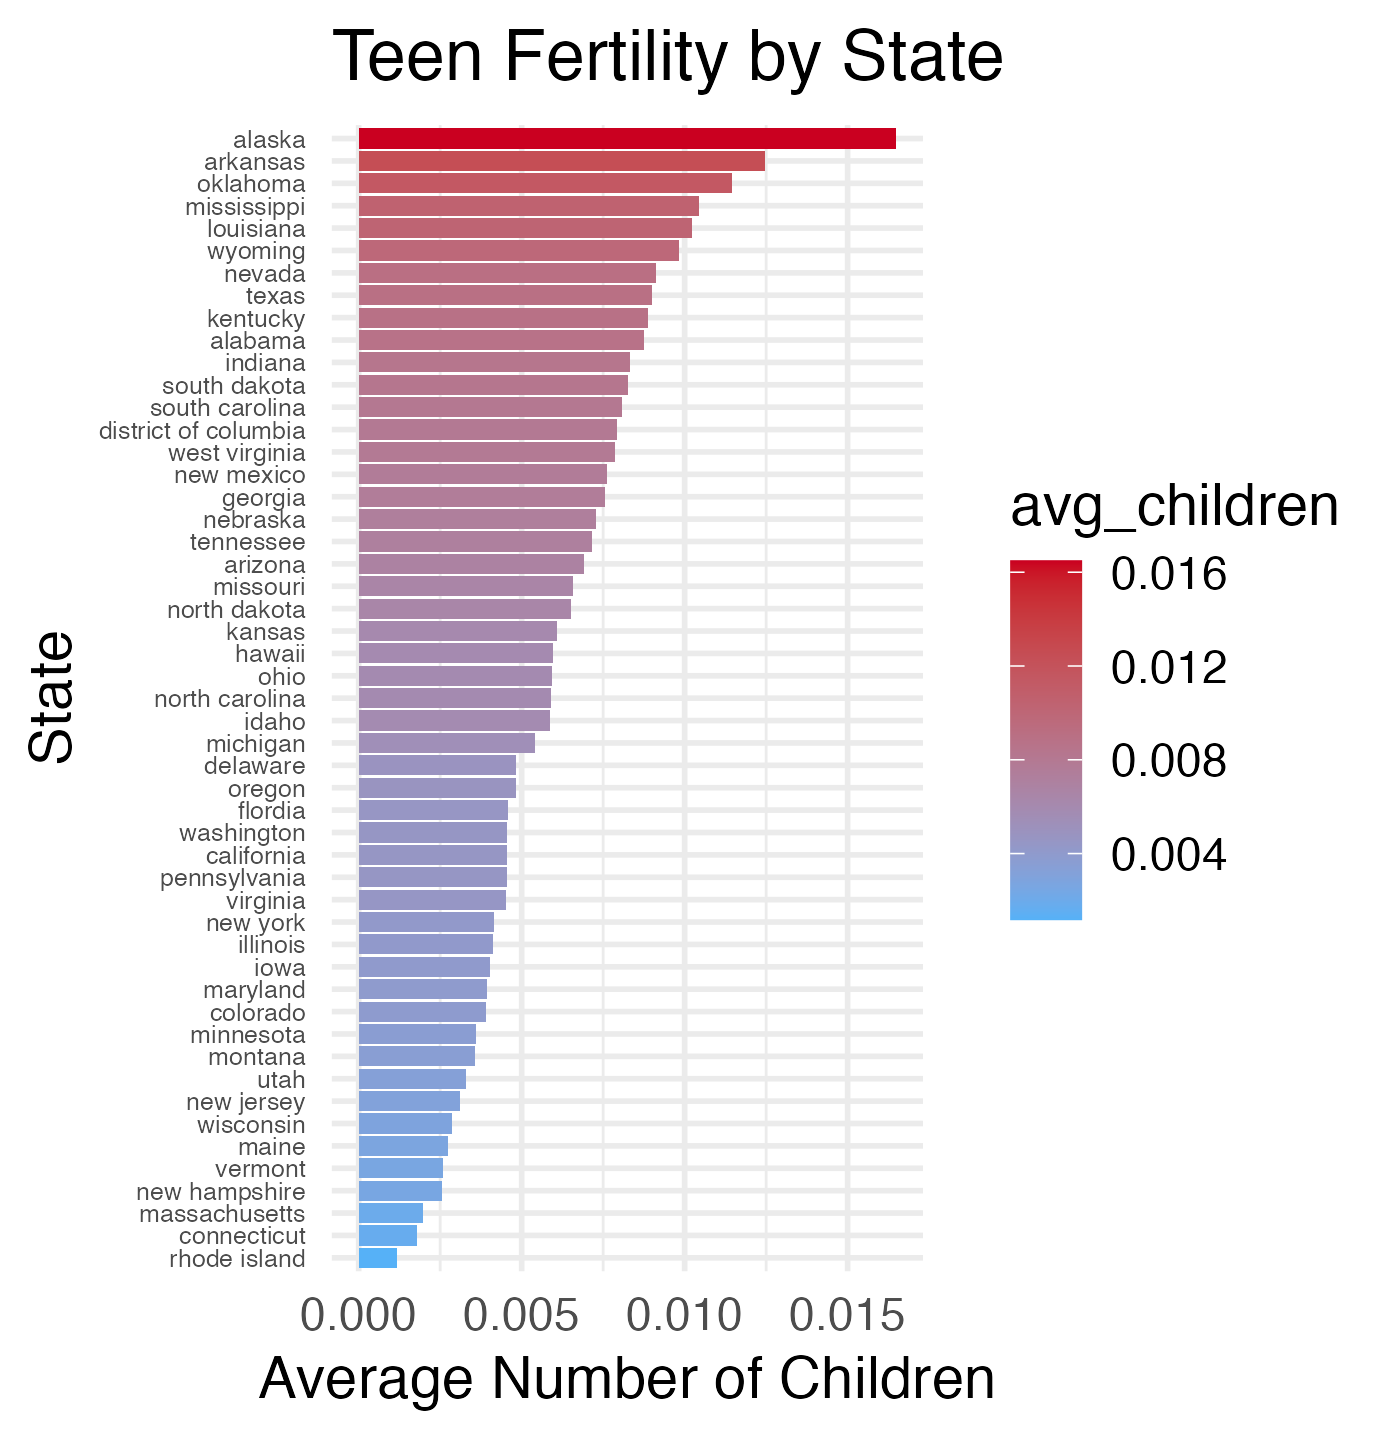 Teen Fertility by State
alaska
arkansas
oklahoma
mississippi
louisiana
wyoming
nevada
texas
kentucky
alabama
indiana
south dakota
south carolina
district of columbia
west virginia
new mexico
georgia
nebraska
tennessee
arizona
missouri
north dakota
kansas
hawaii
ohio
north carolina
idaho
michigan
delaware
oregon
flordia
washington
california
pennsylvania
virginia
new york
illinois
iowa
maryland
colorado
minnesota
montana
utah
new jersey
wisconsin
maine
vermont
new hampshire
massachusetts
connecticut
rhode island
State
0.000 0.005 0.010 0.015
Average Number of Children
avg_children
0.016
0.012
0.008
0.004